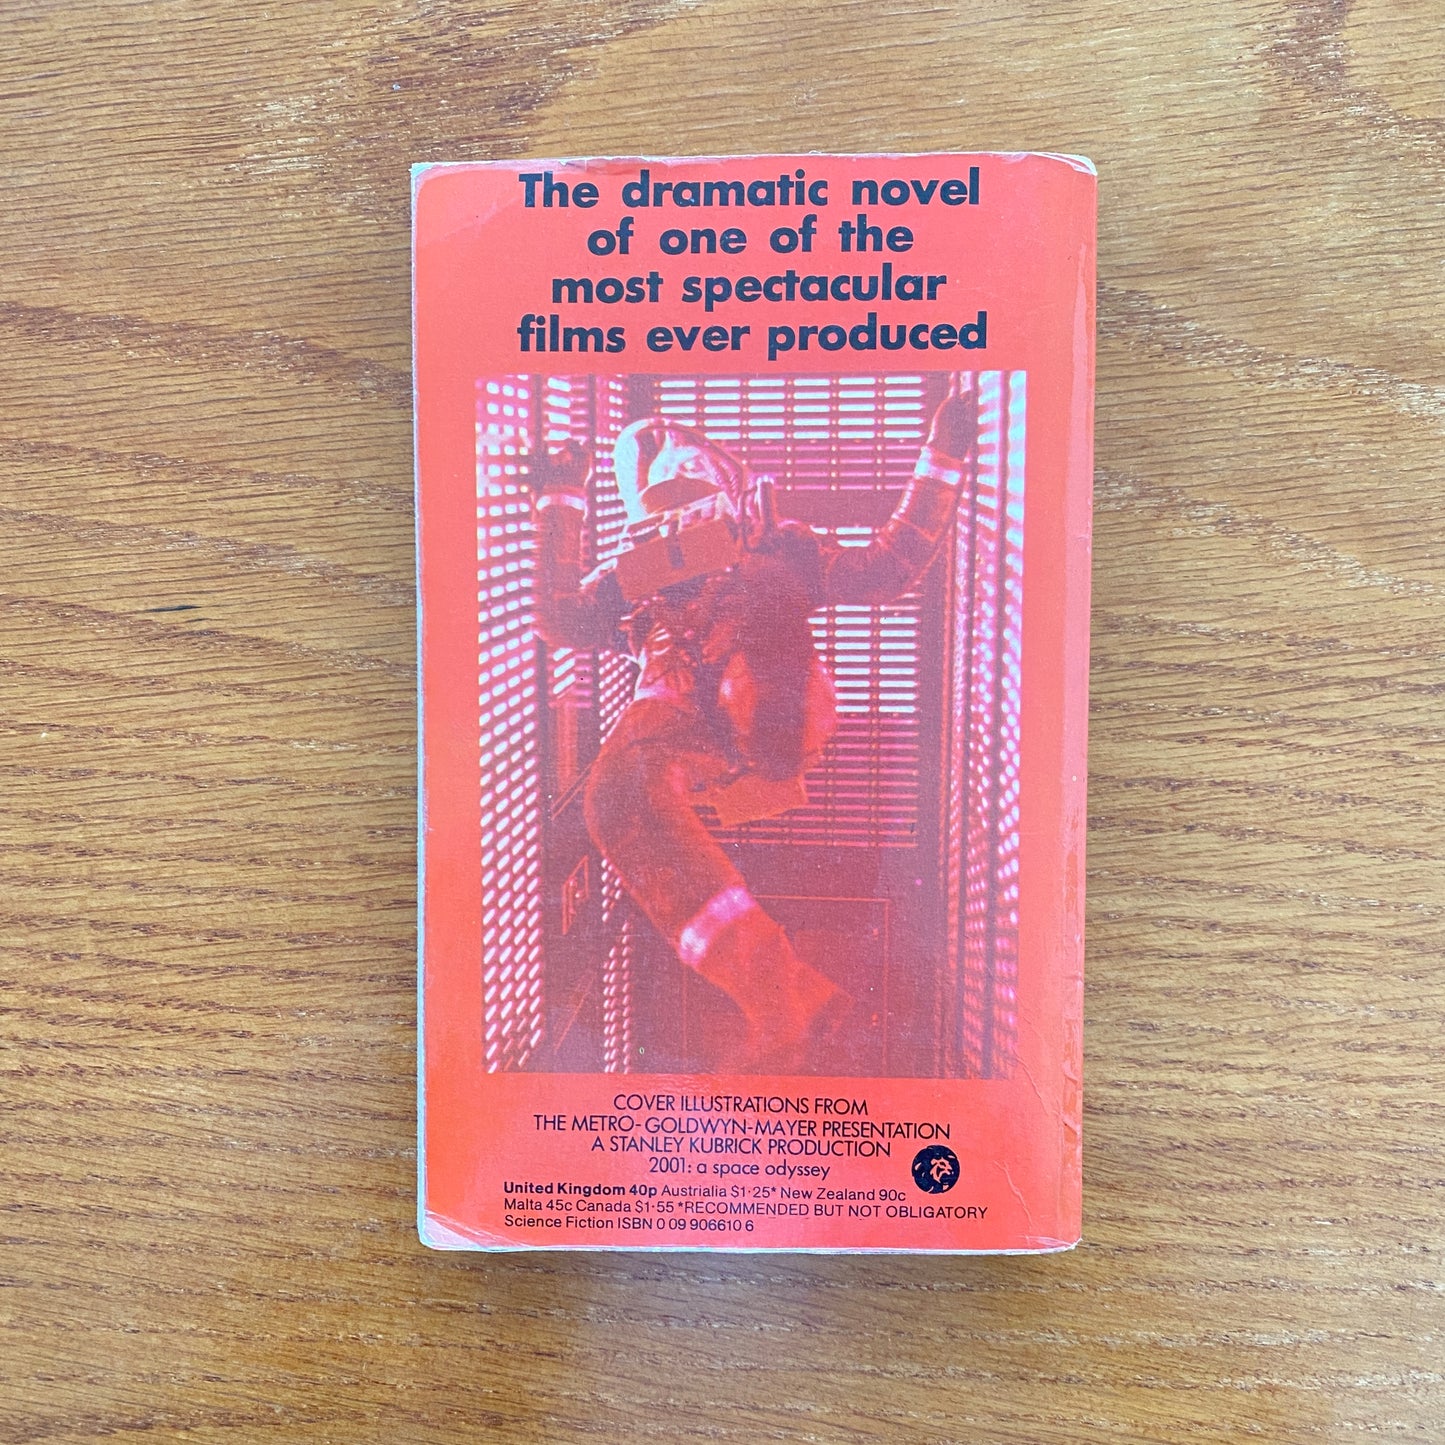 The dramatic novel
of one of the
most spectacular
films ever produced
COVER ILLUSTRATIONS FROM
THE METRO-GOLDWYN-MAYER PRESENTATION
A STANLEY KUBRICK PRODUCTION
2001: a space odyssey
United Kingdom 40p Austrialia $1·25* New Zealand 90c
Malta 45c Canada $1·55 *RECOMMENDED BUT NOT OBLIGATORY
Science Fiction ISBN 0 09 906610 6